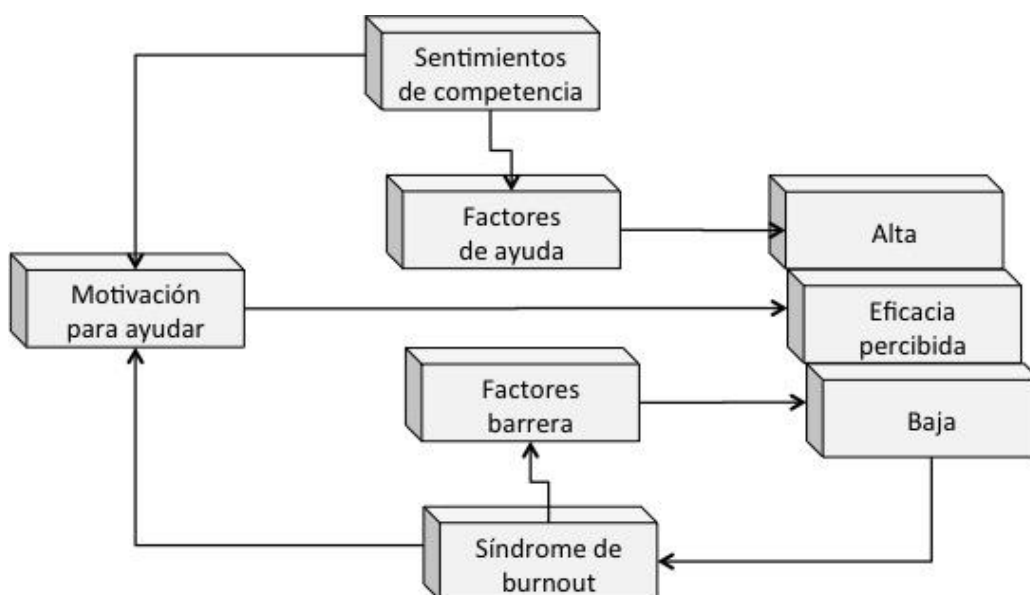 Sentimientos
de competencia
Factores
de ayuda
Alta
Motivación
para ayudar
Eficacia
percibida
Factores
barrera
Baja
Síndrome de
burnout